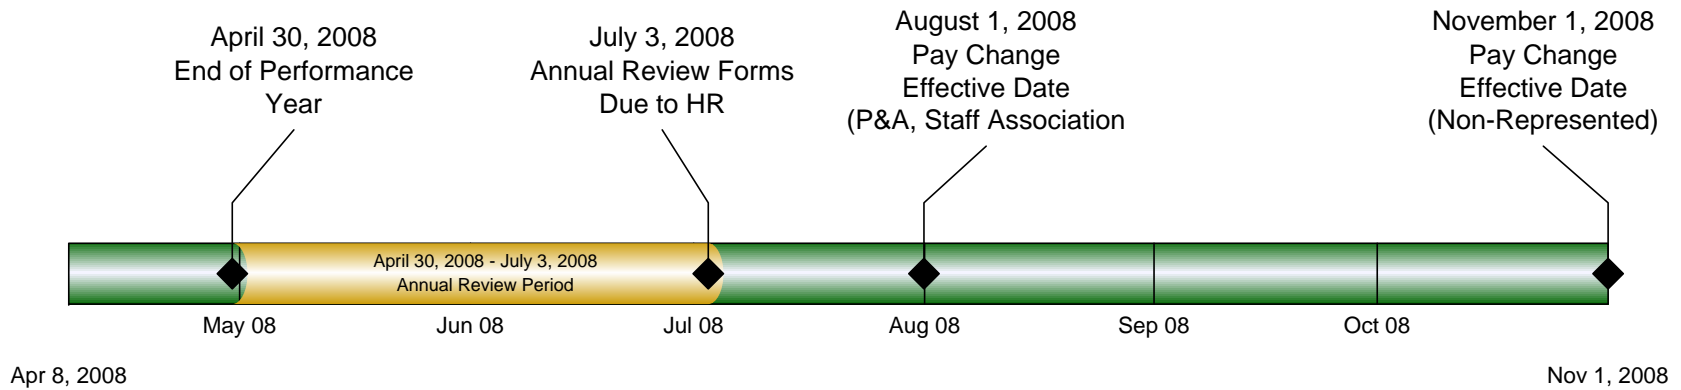 April 30, 2008
End of Performance
Year
July 3, 2008
Annual Review Forms
Due to HR
August 1, 2008
Pay Change
Effective Date
(P&A, Staff Association
November 1, 2008
Pay Change
Effective Date
(Non-Represented)
April 30, 2008 - July 3, 2008
Annual Review Period
May 08
Jun 08
Jul 08
Aug 08
Sep 08
Oct 08
Apr 8, 2008
Nov 1, 2008